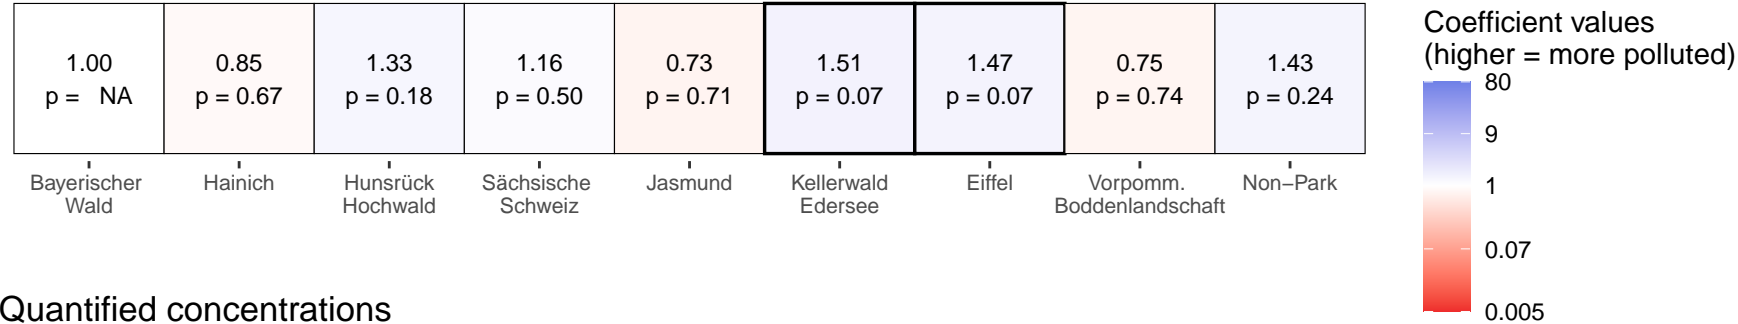 1.00 0.85 1.33 1.16 0.73 1.51 1.47 0.75 1.43
p = NA p = 0.67 p = 0.18 p = 0.50 p = 0.71 p = 0.07 p = 0.07 p = 0.74 p = 0.24
Bayerischer Hainich Hunsrück Sächsische Jasmund Kellerwald Eiffel Vorpomm. Non−Park
Wald Hochwald Schweiz Edersee Boddenlandschaft
Coefficient values
(higher = more polluted)
80
9
1
0.07
0.005
Quantified concentrations